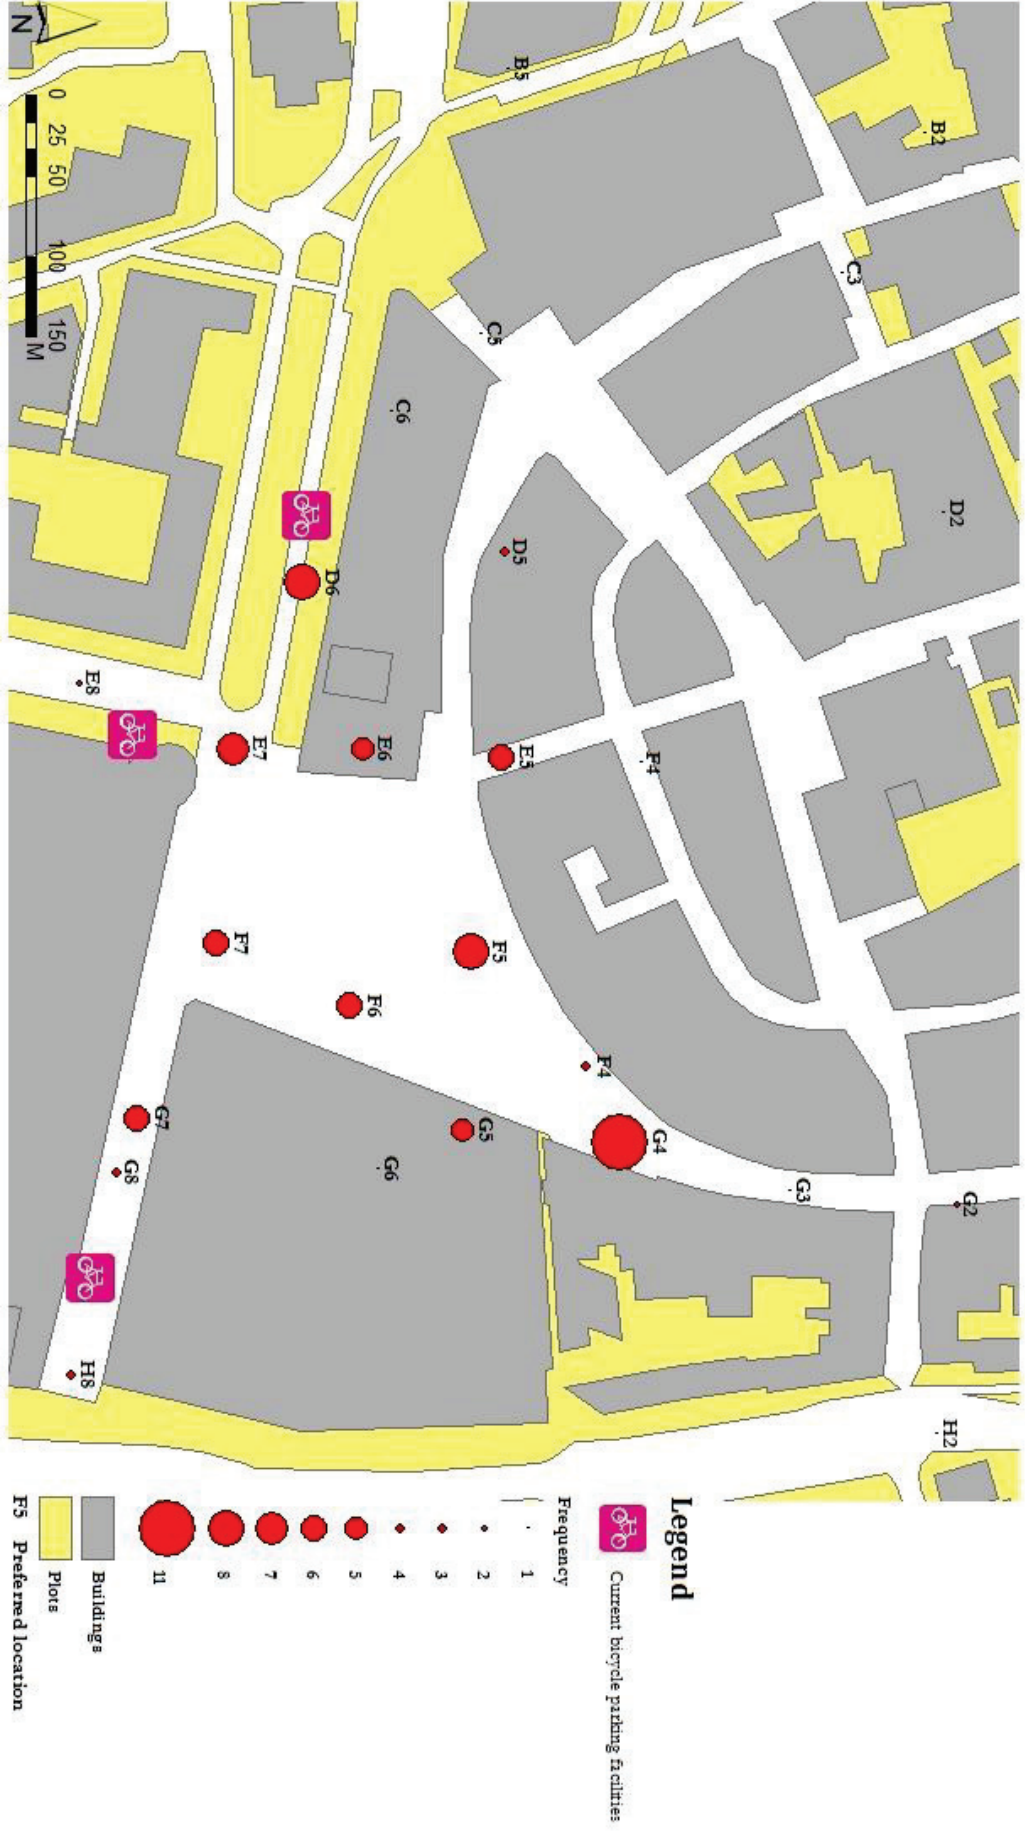 B5
B2
C3
C5
C6
D2
D5
D6
E8
E7
E6
E5
F4
F7
F5
F6
F4
G7
G5
G4
G8
G6
G3
G2
H8
H2
N
0 25 50 100 150
M
Legend
Current bicycle parking facilities
Frequency
1
2
3
4
5
6
7
8
11
Buildings
Plots
F5 Preferred location